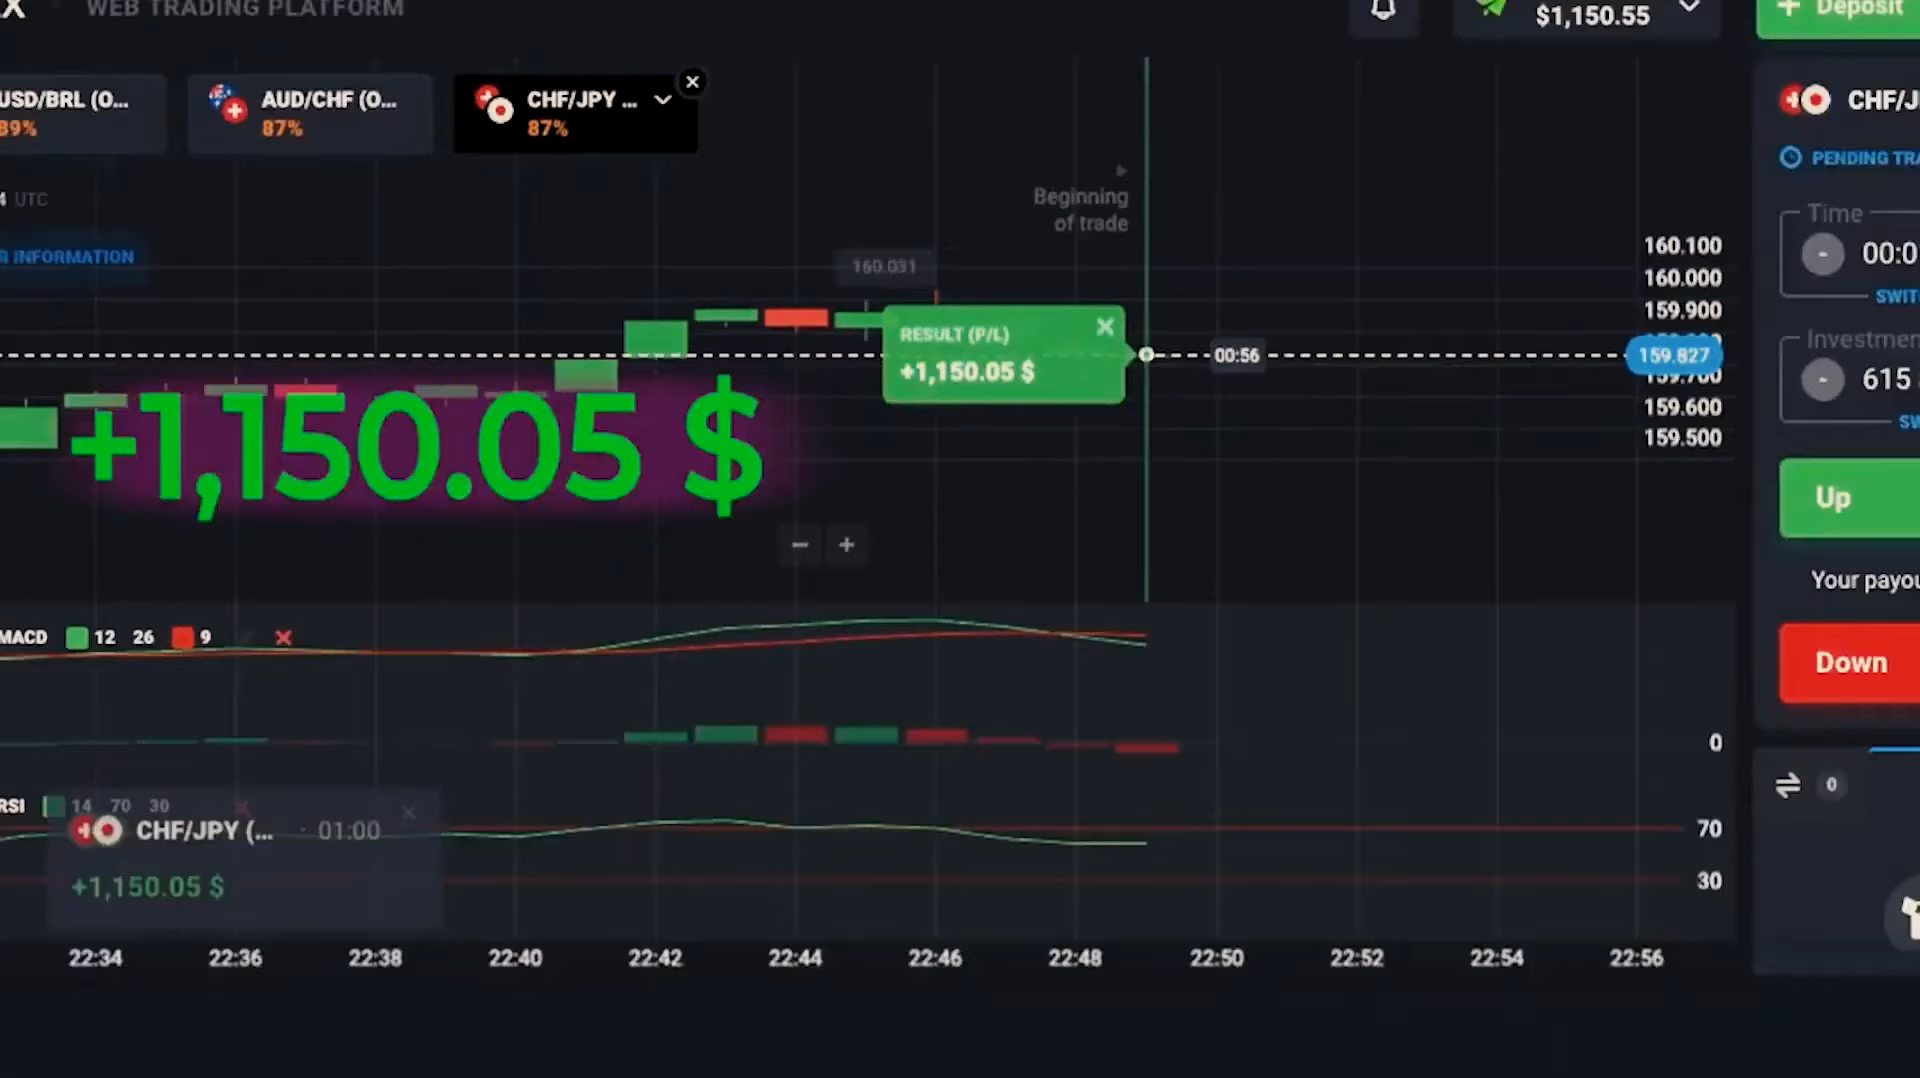 X WEB TRADING PLATFORM
$1,150.55
+ Deposit
USD/BRL (O...
89%
AUD/CHF (O...
87%
CHF/JPY ...
87%
CHF/J
PENDING TRA
4 UTC
R INFORMATION
Beginning
of trade
Time
- 00:0
SWIT
Investmen
- 615
SW
160.100
160.000
159.900
159.827
159.700
159.600
159.500
160.031
RESULT (P/L)
+1,150.05 $
00:56
+1,150.05 $
- +
Up
Your payou
Down
MACD 12 26 9
0
0
RSI 14 70 30
CHF/JPY (... 01:00
+1,150.05 $
70
30
22:34 22:36 22:38 22:40 22:42 22:44 22:46 22:48 22:50 22:52 22:54 22:56